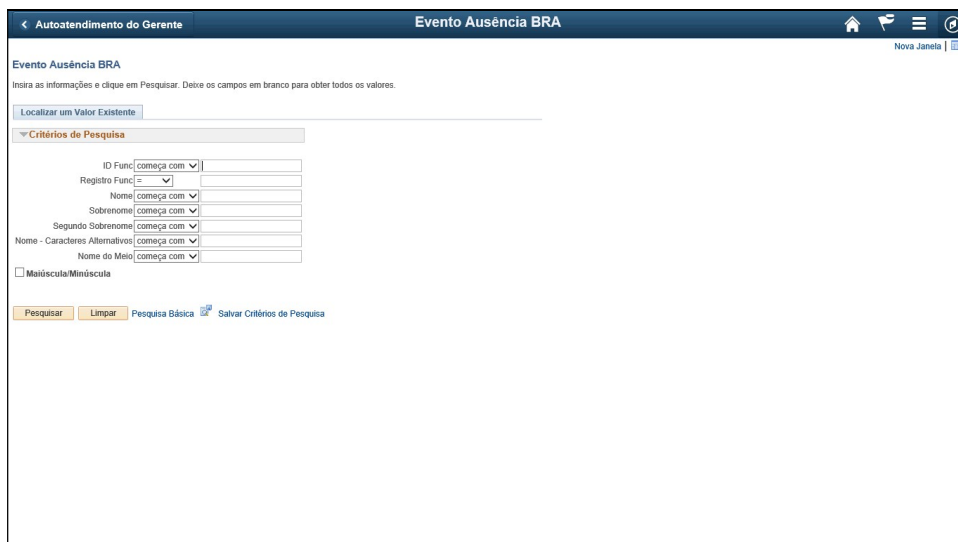 Autoatendimento do Gerente Evento Ausência BRA
Nova Janela |
Evento Ausência BRA
Insira as informações e clique em Pesquisar. Deixe os campos em branco para obter todos os valores.
Localizar um Valor Existente
Critérios de Pesquisa
ID Func começa com
Registro Func =
Nome começa com
Sobrenome começa com
Segundo Sobrenome começa com
Nome - Caracteres Alternativos começa com
Nome do Meio começa com
Maiúscula/Minúscula
Pesquisar Limpar Pesquisa Básica Salvar Critérios de Pesquisa